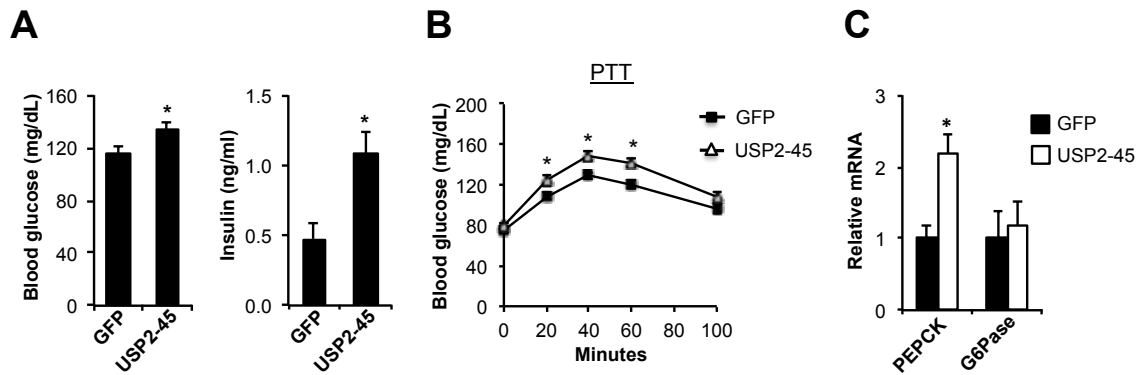 A
Blood glucose (mg/dL)
160
120
80
40
0
*
GFP
USP2-45
Insulin (ng/ml)
1.5
1.0
0.5
0.0
*
GFP
USP2-45
B
PTT
Blood glucose (mg/dL)
200
160
120
80
40
0
* * *
GFP
USP2-45
0 20 40 60 80 100
Minutes
C
Relative mRNA
3
2
1
0
*
GFP
USP2-45
PEPCK
G6Pase